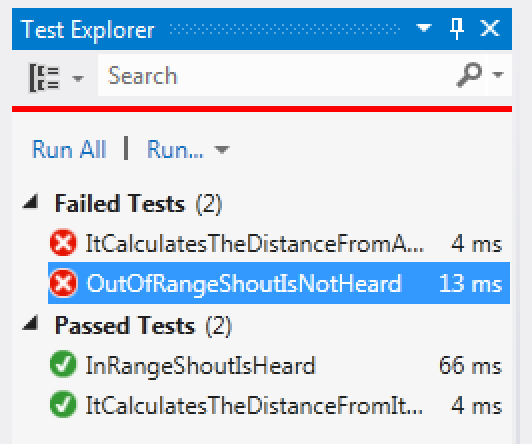 Test Explorer
Search
Run All | Run...
Failed Tests (2)
ItCalculatesTheDistanceFromA... 4 ms
OutOfRangeShoutIsNotHeard 13 ms
Passed Tests (2)
InRangeShoutIsHeard 66 ms
ItCalculatesTheDistanceFromIt... 4 ms